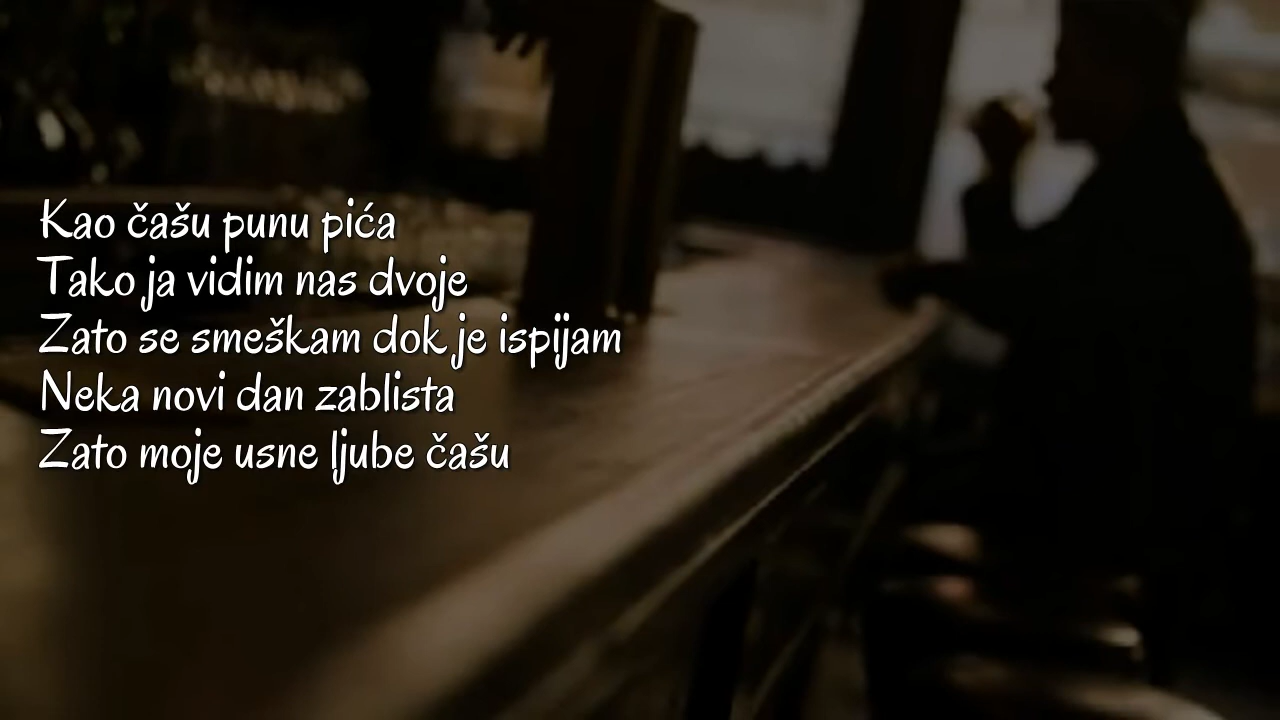 Kao čašu punu pića
Tako ja vidim nas dvoje
Zato se smeškam dok je ispijam
Neka novi dan zablista
Zato moje usne ljube čašu